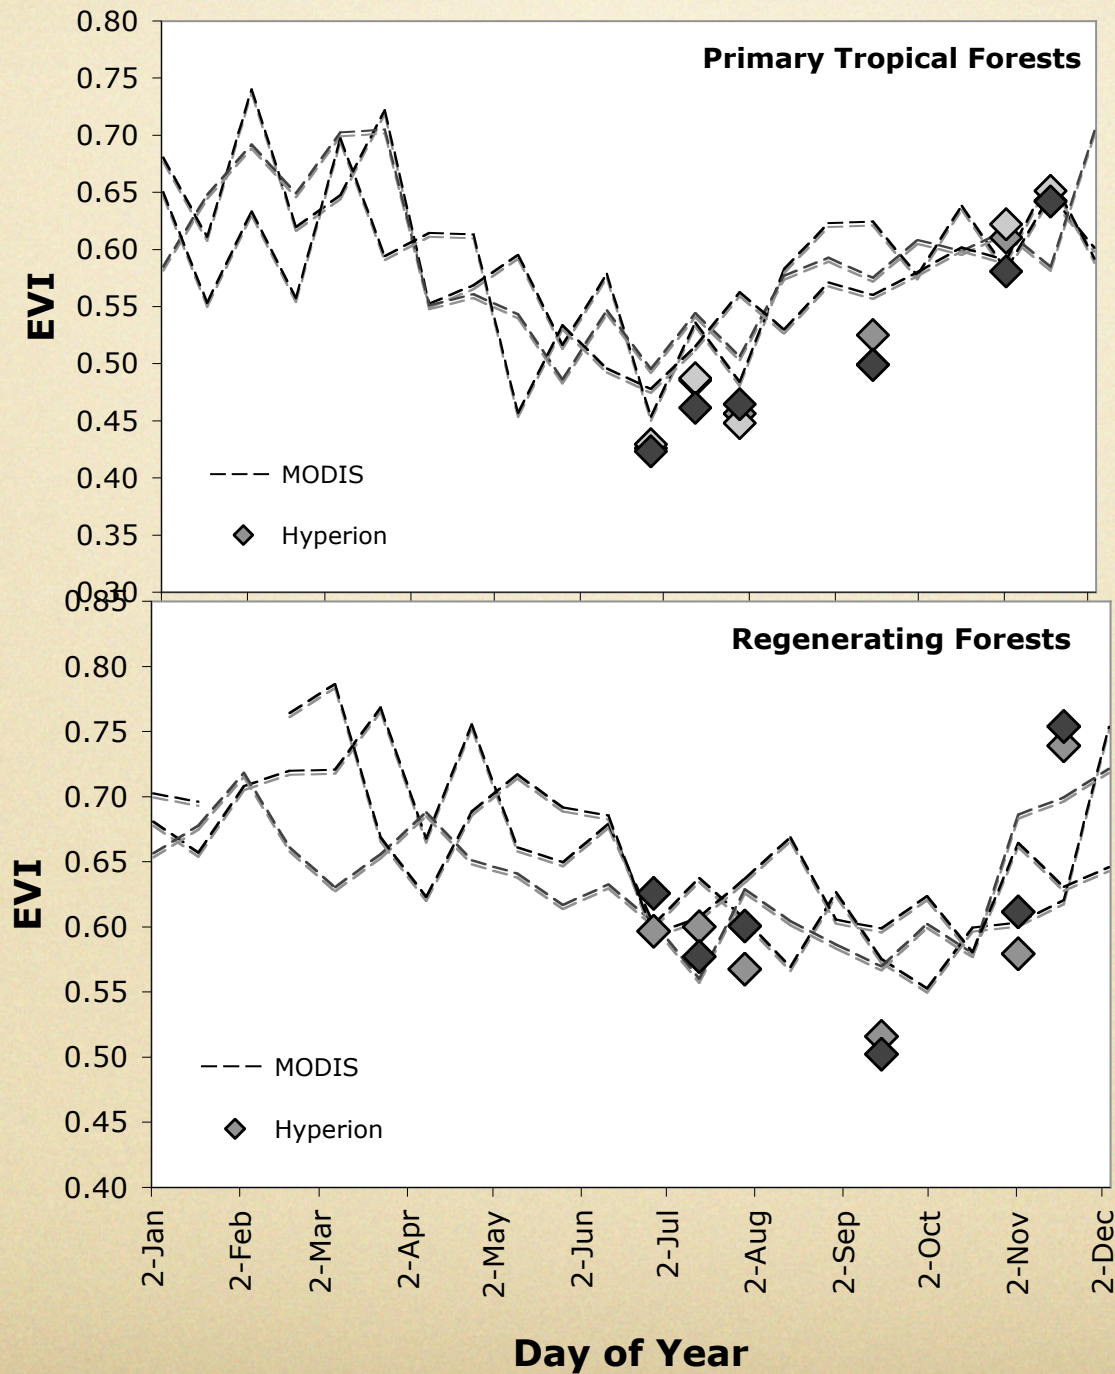 0.80
Primary Tropical Forests
0.75
0.70
0.65
0.60
EVI
0.55
0.50
0.45
MODIS
0.40
Hyperion
0.35
0.30
0.85
Regenerating Forests
0.80
0.75
0.70
0.65
EVI
0.60
0.55
0.50
MODIS
0.45
Hyperion
0.40
2-Jan
2-Feb
2-Mar
2-Apr
2-May
2-Jun
2-Jul
2-Aug
2-Sep
2-Oct
2-Nov
2-Dec
Day of Year